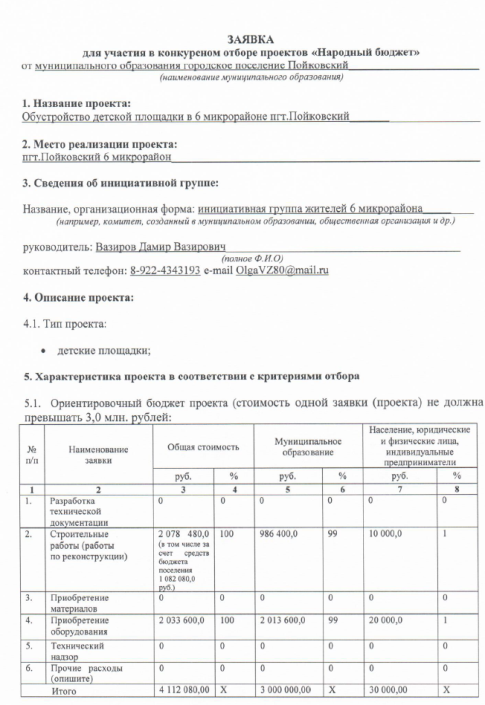 ЗАЯВКА
для участия в конкурсном отборе проектов «Народный бюджет»
от муниципального образования городское поселение Пойковский
(наименование муниципального образования)
1. Название проекта:
Обустройство детской площадки в 6 микрорайоне пгт.Пойковский
2. Место реализации проекта:
пгт.Пойковский 6 микрорайон
3. Сведения об инициативной группе:
Название, организационная форма: инициативная группа жителей 6 микрорайона
(например, комитет, созданный в муниципальном образовании, общественная организация и др.)
руководитель: Вазиров Дамир Вазирович
(полное Ф.И.О)
контактный телефон: 8-922-4343193 e-mail OlgaVZ80@mail.ru
4. Описание проекта:
4.1. Тип проекта:
• детские площадки;
5. Характеристика проекта в соответствии с критериями отбора
5.1. Ориентировочный бюджет проекта (стоимость одной заявки (проекта) не должна
превышать 3,0 млн. рублей:
№ п/п Наименование заявки Общая стоимость Муниципальное образование Население, юридические и физические лица, индивидуальные предприниматели
руб. % руб. % руб. %
1 2 3 4 5 6 7 8
1. Разработка технической документации 0 0 0 0 0 0
2. Строительные работы (работы по реконструкции) 2 078 480,0 (в том числе за счет средств бюджета поселения 1 082 080,0 руб.) 100 986 400,0 99 10 000,0 1
3. Приобретение материалов 0 0 0 0 0 0
4. Приобретение оборудования 2 033 600,0 100 2 013 600,0 99 20 000,0 1
5. Технический надзор 0 0 0 0 0 0
6. Прочие расходы (опишите) 0 0 0 0 0 0
Итого 4 112 080,00 Х 3 000 000,00 Х 30 000,00 Х